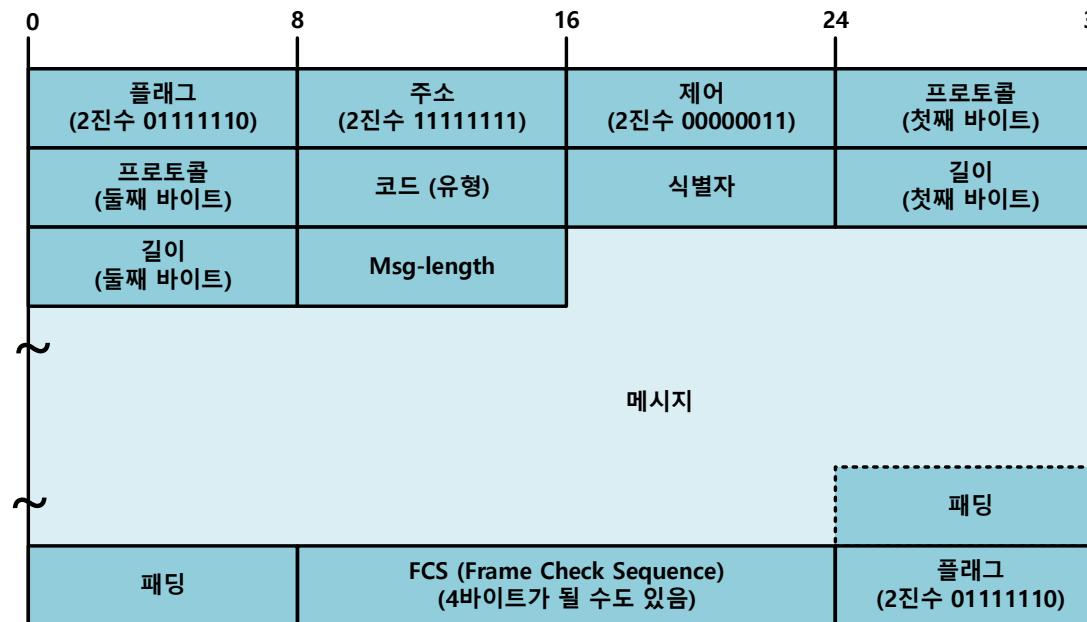 0 8 16 24 3
플래그 주소 제어 프로토콜
(2진수 01111110) (2진수 11111111) (2진수 00000011) (첫째 바이트)
프로토콜 코드 (유형) 식별자 길이
(둘째 바이트) (첫째 바이트)
길이 Msg-length
(둘째 바이트)
메시지
패딩
패딩 FCS (Frame Check Sequence) 플래그
(4바이트가 될 수도 있음) (2진수 01111110)